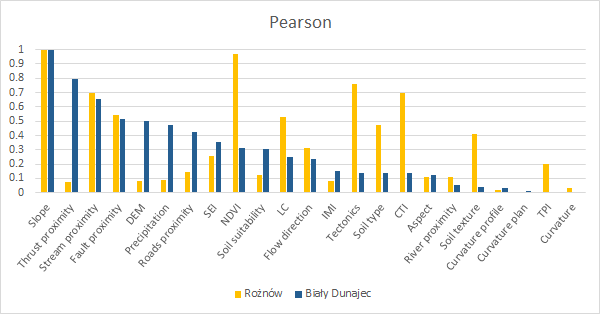 Pearson
1
0.9
0.8
0.7
0.6
0.5
0.4
0.3
0.2
0.1
0
Slope
Thrust proximity
Stream proximity
Fault proximity
DEM
Precipitation
Roads proximity
SEI
NDVI
Soil suitability
LC
Flow direction
IMI
Tectonics
Soil type
CTI
Aspect
River proximity
Soil texture
Curvature profile
Curvature plan
TPI
Curvature
Rożnów Biały Dunajec